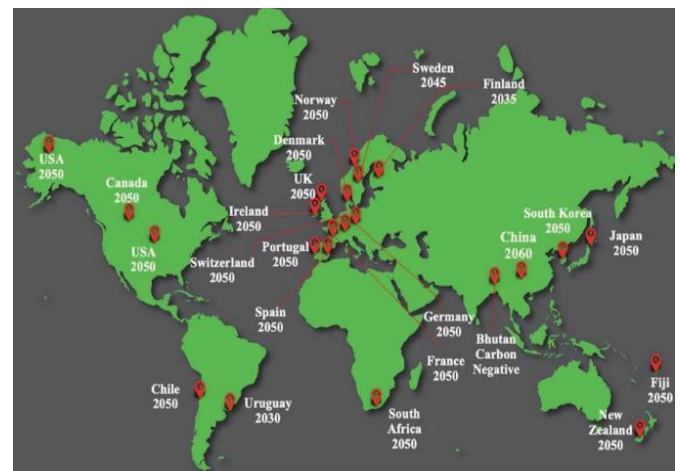 Sweden
2045
Finland
2035
Norway
2050
Denmark
2050
USA
2050
UK
2050
Canada
2050
Ireland
2050
South Korea
2050
USA
2050
Portugal
2050
China
2060
Japan
2050
Switzerland
2050
Spain
2050
Germany
2050
Bhutan
Carbon
Negative
France
2050
Chile
2050
Uruguay
2030
South
Africa
2050
Fiji
2050
New
Zealand
2050